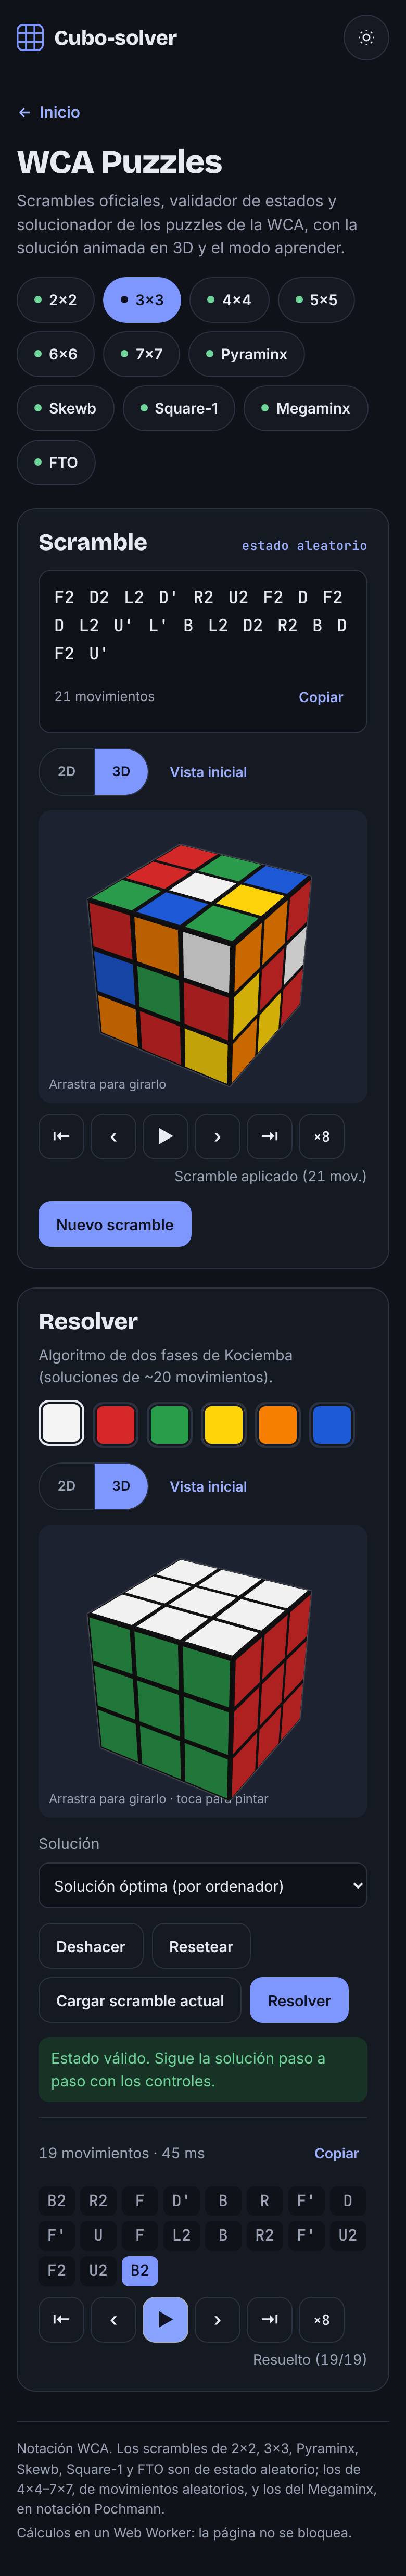 Cubo-solver
← Inicio
WCA Puzzles
Scrambles oficiales, validador de estados y
solucionador de los puzzles de la WCA, con la
solución animada en 3D y el modo aprender.
2×2 3×3 4×4 5×5
6×6 7×7 Pyraminx
Skewb Square-1 Megaminx
FTO
Scramble estado aleatorio
F2 D2 L2 D' R2 U2 F2 D F2
D L2 U' L' B L2 D2 R2 B D
F2 U'
21 movimientos Copiar
2D 3D Vista inicial
Arrastra para girarlo
×8
Scramble aplicado (21 mov.)
Nuevo scramble
Resolver
Algoritmo de dos fases de Kociemba
(soluciones de ~20 movimientos).
2D 3D Vista inicial
Arrastra para girarlo · toca para pintar
Solución
Solución óptima (por ordenador)
Deshacer Resetear
Cargar scramble actual Resolver
Estado válido. Sigue la solución paso a
paso con los controles.
19 movimientos · 45 ms Copiar
B2 R2 F D' B R F' D
F' U F L2 B R2 F' U2
F2 U2 B2
×8
Resuelto (19/19)
Notación WCA. Los scrambles de 2×2, 3×3, Pyraminx,
Skewb, Square-1 y FTO son de estado aleatorio; los de
4×4–7×7, de movimientos aleatorios, y los del Megaminx,
en notación Pochmann.
Cálculos en un Web Worker: la página no se bloquea.